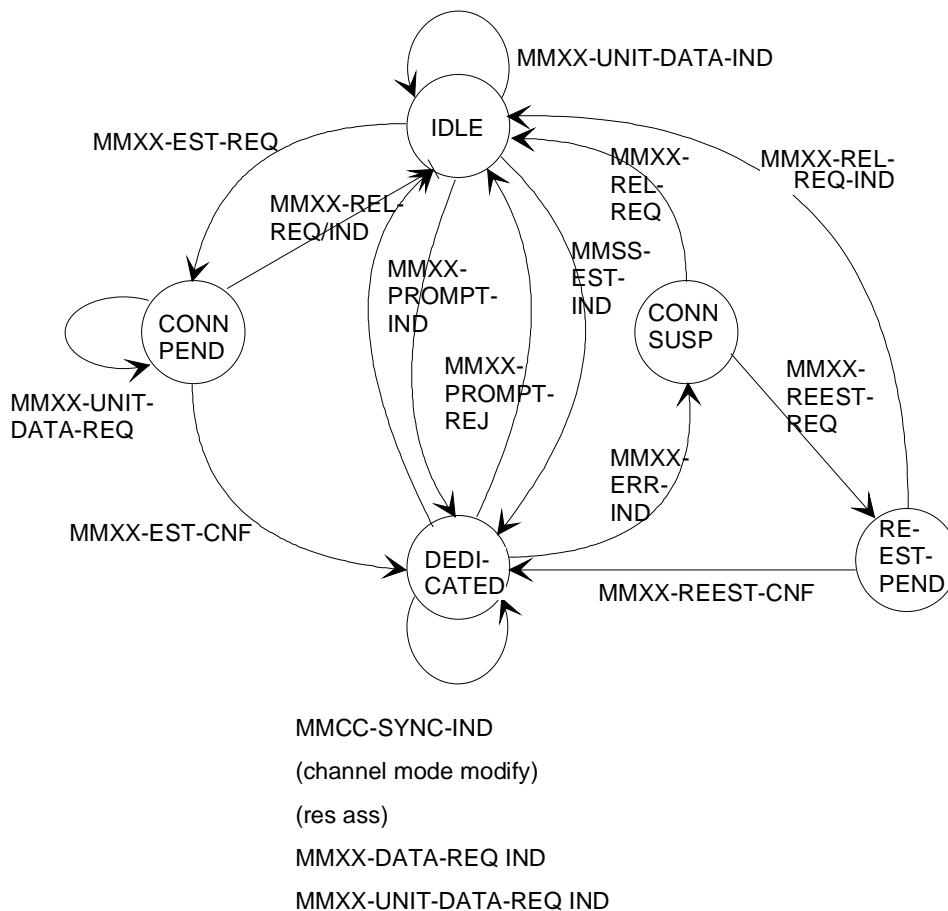 MMXX-UNIT-DATA-IND
IDLE
MMXX-EST-REQ
MMXX-
REL-
REQ
MMXX-REL-
REQ-IND
MMXX-REL-
REQ/IND
MMXX-
PROMPT-
IND
MMSS-
EST-
IND
CONN
PEND
CONN
SUSP
MMXX-
PROMPT-
REJ
MMXX-
REEST-
REQ
MMXX-UNIT-
DATA-REQ
MMXX-
ERR-
IND
MMXX-EST-CNF
DEDI-
CATED
RE-
EST-
PEND
MMXX-REEST-CNF
MMCC-SYNC-IND
(channel mode modify)
(res ass)
MMXX-DATA-REQ IND
MMXX-UNIT-DATA-REQ IND